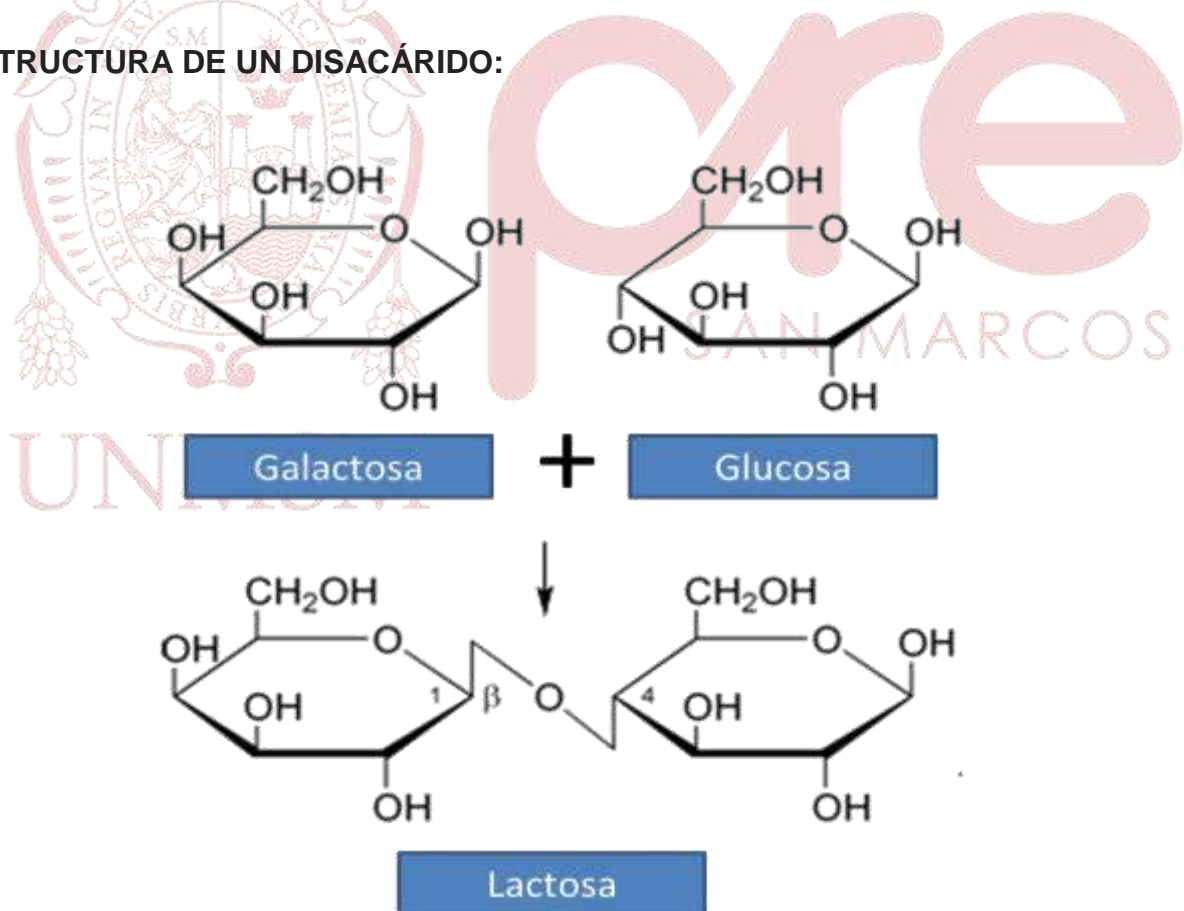 TRUCTURA DE UN DISACÁRIDO:
S.M
pre
SAN MARCOS
CH₂OH CH₂OH
OH O OH O OH
OH OH
OH
OH OH
UNMSM
Galactosa + Glucosa
CH₂OH CH₂OH
OH O O OH
1 β O 4
OH OH
OH OH
Lactosa